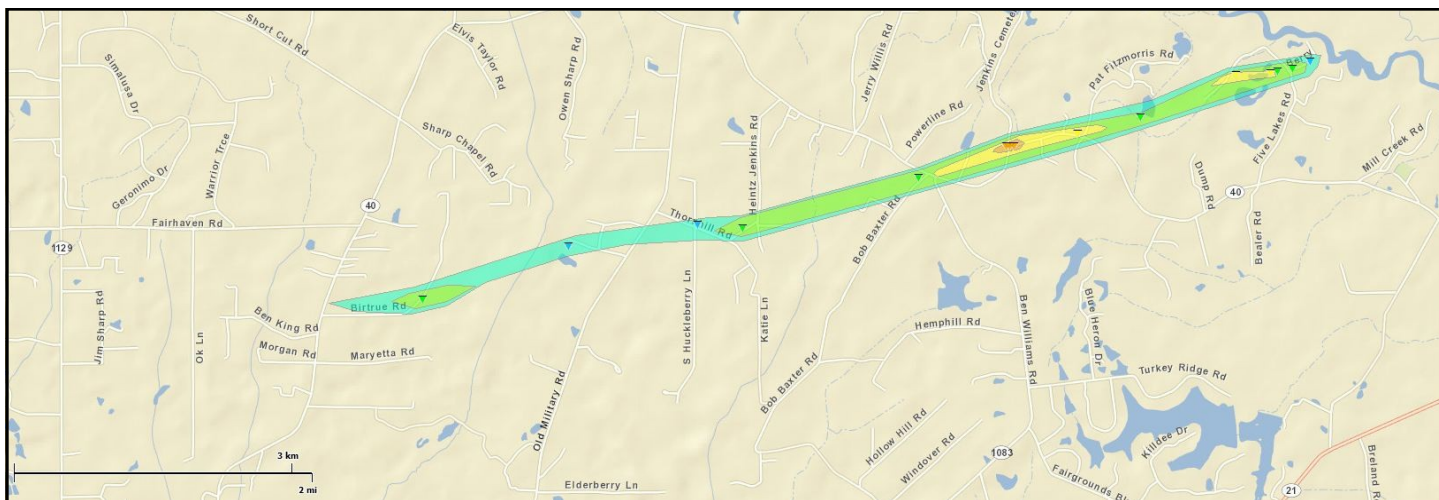 Short Cut Rd
Simalusa Dr
Elvis Taylor Rd
Owen Sharp Rd
Jerry Willis Rd
Pat Fitzmorris Rd
Berry
Powerline Rd
Five Lakes Rd
Sharp Chapel Rd
Heintz Jenkins Rd
Mill Creek Rd
Warrior Trce
Geronimo Dr
40
40
Dump Rd
Fairhaven Rd
Bob Baxter Rd
Bealer Rd
1129
Birtrue Rd
Jim Sharp Rd
Ben King Rd
Ok Ln
S Huckleberry Ln
Katie Ln
Blue Heron Dr
Hemphill Rd
Ben Williams Rd
Morgan Rd
Maryetta Rd
Turkey Ridge Rd
Bob Baxter Rd
Old Military Rd
Hollow Hill Rd
Killdee Dr
Windover Rd
3 km
1083
2 mi
Elderberry Ln
21